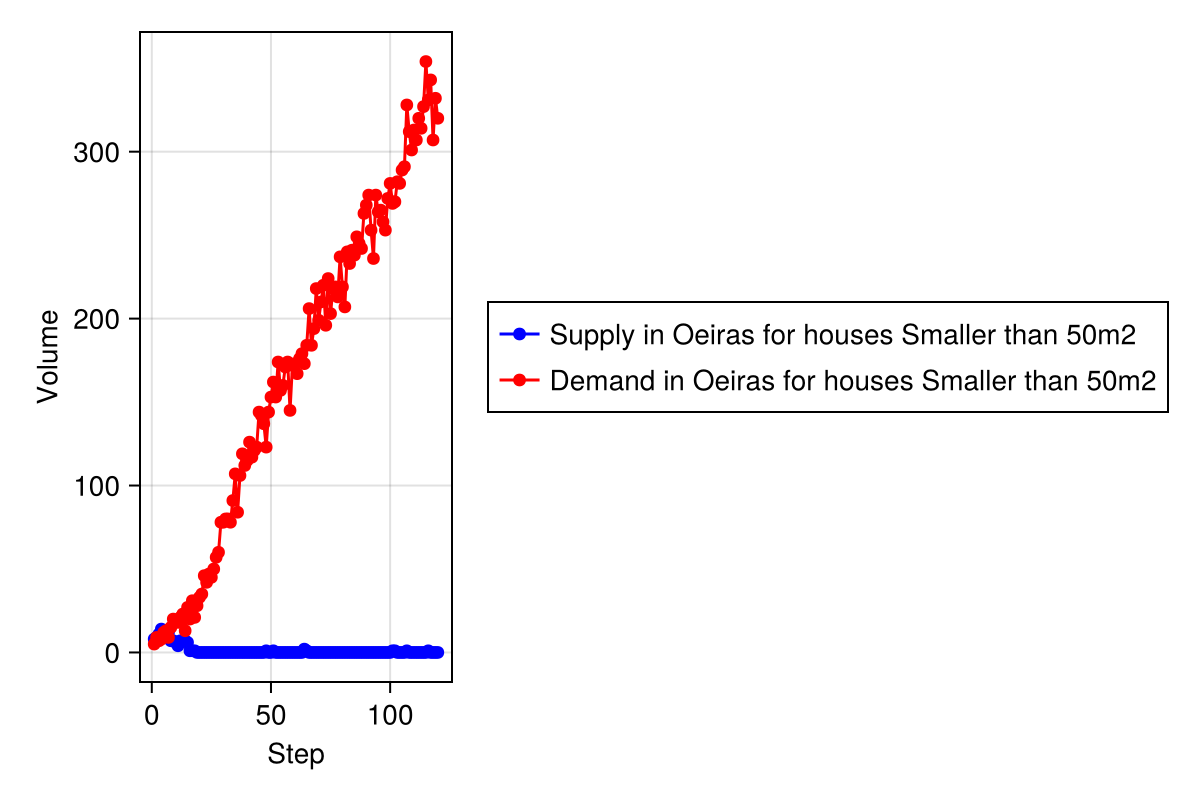 300
200
100
0
Volume
0 50 100
Step
Supply in Oeiras for houses Smaller than 50m2
Demand in Oeiras for houses Smaller than 50m2